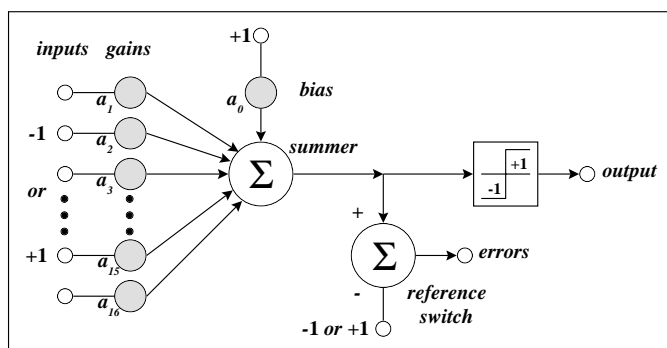 +1
inputs gains
a1
a0
bias
-1
a2
summer
or
a3
Σ
+1
-1
output
+
+1
a15
Σ
errors
a16
-
reference
switch
-1 or +1